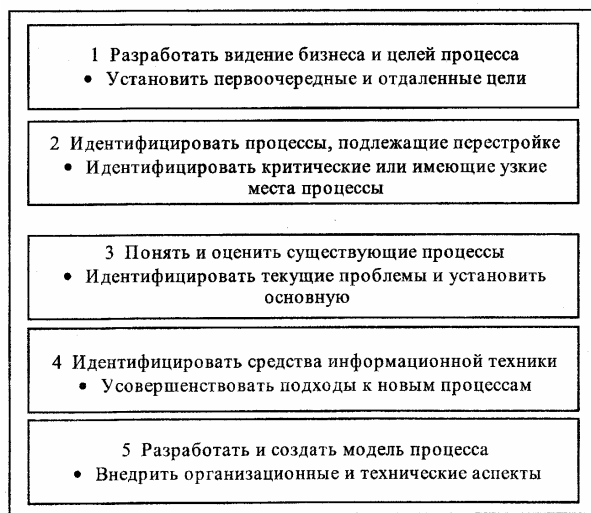 1 Разработать видение бизнеса и целей процесса
• Установить первоочередные и отдаленные цели
2 Идентифицировать процессы, подлежащие перестройке
• Идентифицировать критические или имеющие узкие
места процессы
3 Понять и оценить существующие процессы
• Идентифицировать текущие проблемы и установить
основную
4 Идентифицировать средства информационной техники
• Усовершенствовать подходы к новым процессам
5 Разработать и создать модель процесса
• Внедрить организационные и технические аспекты